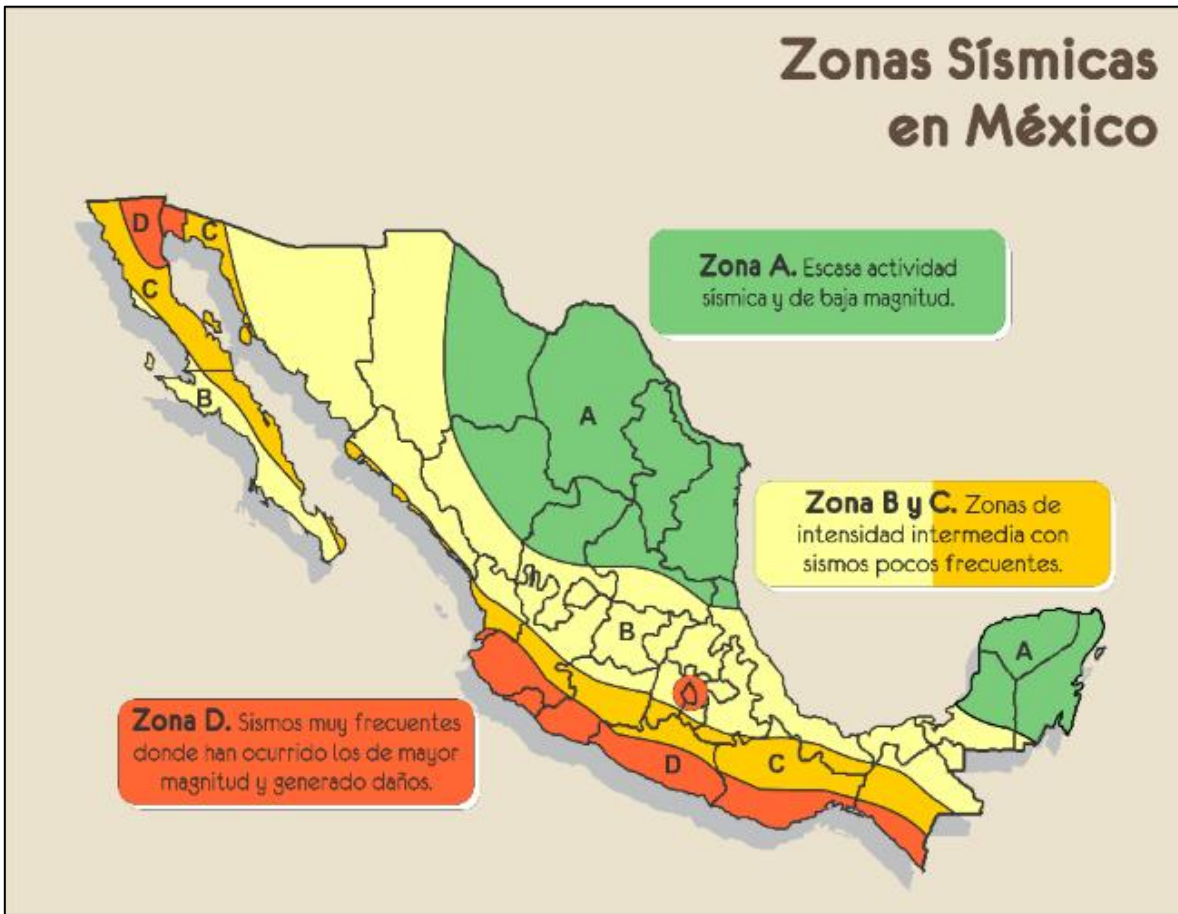 Zonas Sísmicas
en México
D
C
C
Zona A. Escasa actividad
sísmica y de baja magnitud.
B
A
Zona B y C. Zonas de
intensidad intermedia con
sismos pocos frecuentes.
B
A
Zona D. Sismos muy frecuentes
donde han ocurrido los de mayor
magnitud y generado daños.
D
C